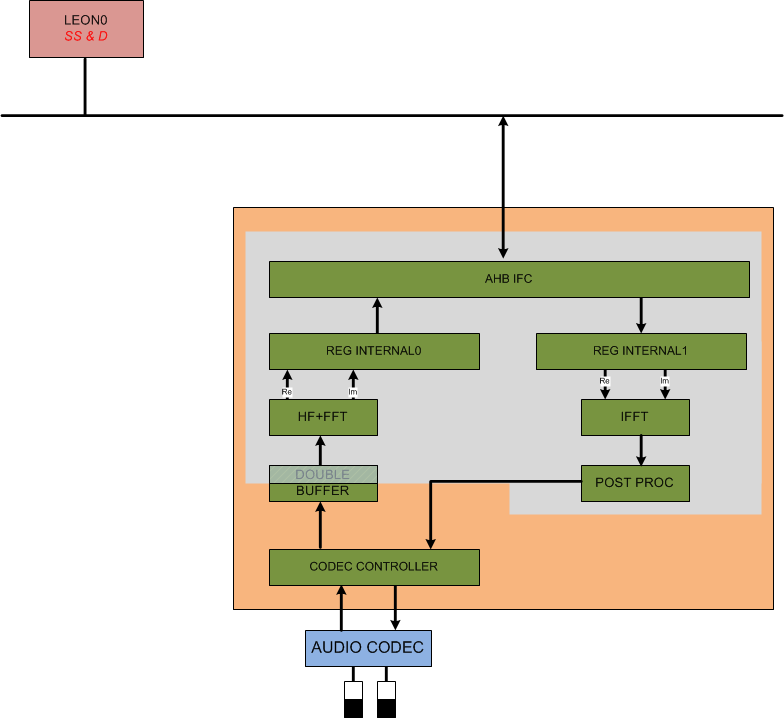 LEON0
SS & D
AHB IFC
REG INTERNAL0
REG INTERNAL1
Re
Im
Re
Im
HF+FFT
IFFT
DOUBLE
BUFFER
POST PROC
CODEC CONTROLLER
AUDIO CODEC